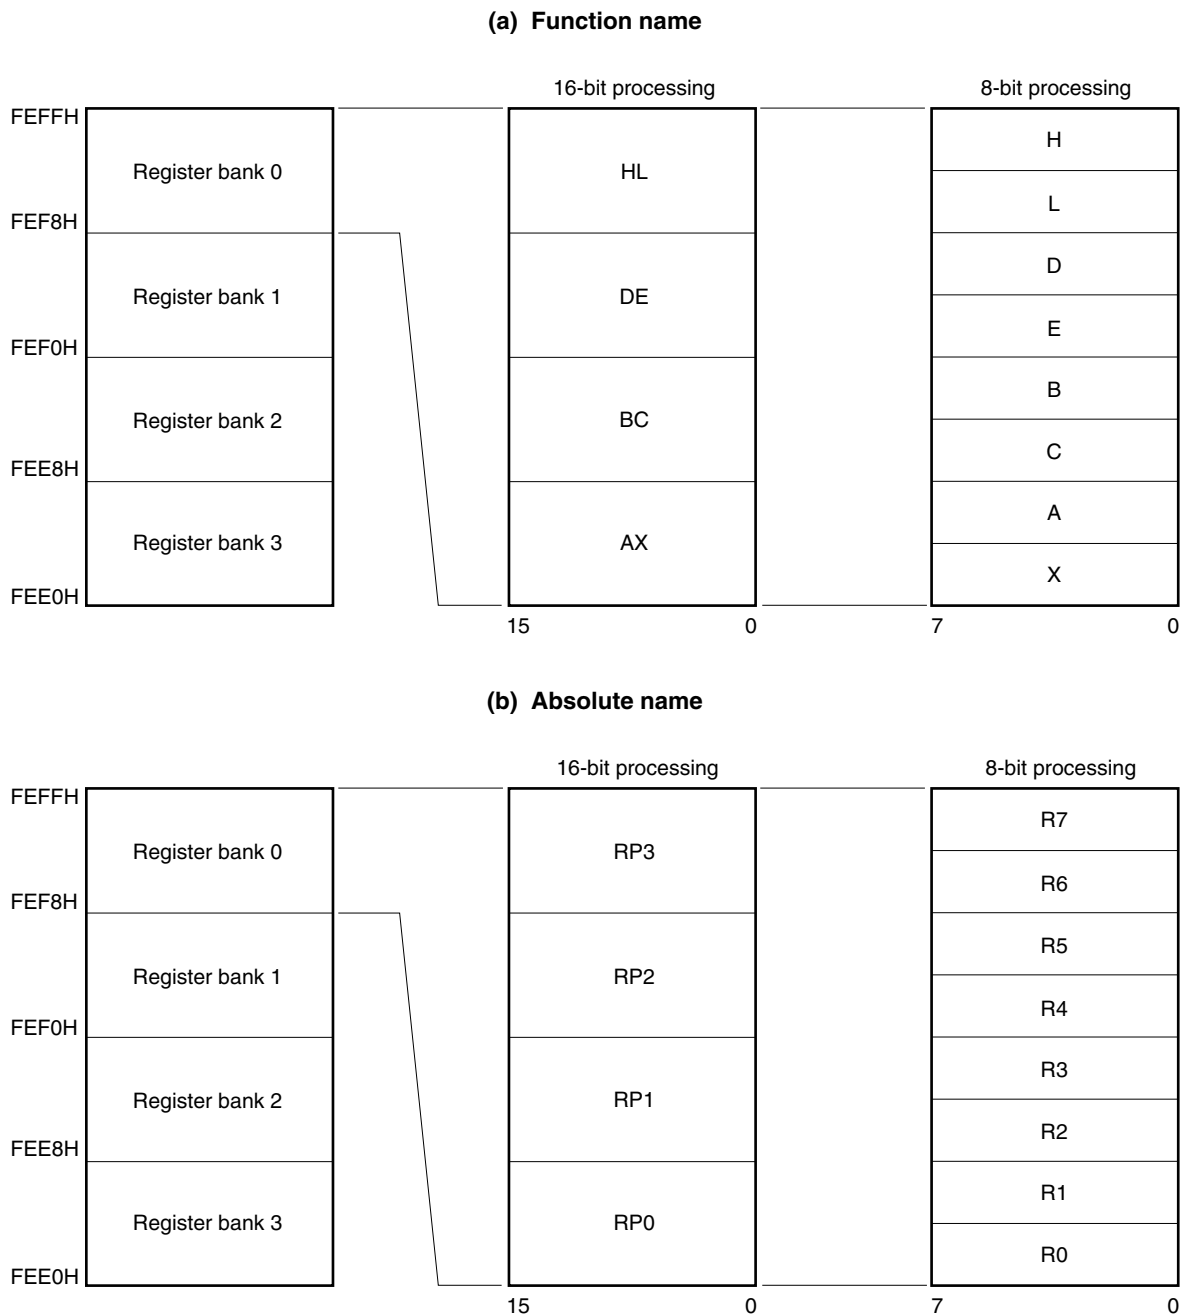 (a) Function name
16-bit processing 8-bit processing
FEFFH
H
Register bank 0 HL
L
FEF8H
D
Register bank 1 DE
E
FEF0H
B
Register bank 2 BC
C
FEE8H
A
Register bank 3 AX
X
FEE0H
15 0 7 0
(b) Absolute name
16-bit processing 8-bit processing
FEFFH
R7
Register bank 0 RP3
R6
FEF8H
R5
Register bank 1 RP2
R4
FEF0H
R3
Register bank 2 RP1
R2
FEE8H
R1
Register bank 3 RP0
R0
FEE0H
15 0 7 0